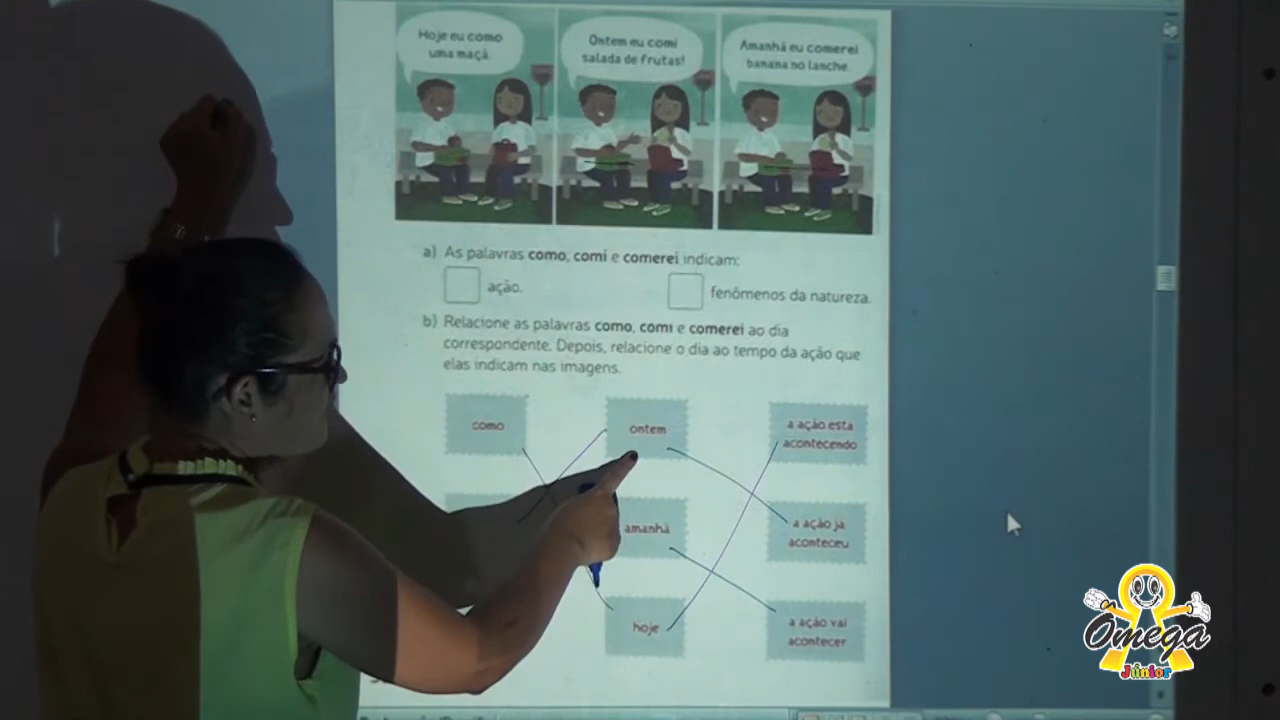 Hoje eu como
uma maçã.
Ontem eu comi
salada de frutas!
Amanhã eu comerei
banana no lanche.
a) As palavras como, comi e comerei indicam:
ação.
fenômenos da natureza.
b) Relacione as palavras como, comi e comerei ao dia
correspondente. Depois, relacione o dia ao tempo da ação que
elas indicam nas imagens.
como
ontem
a ação está
acontecendo
amanhã
a ação já
aconteceu
hoje
a ação vai
acontecer
Omega
Júnior